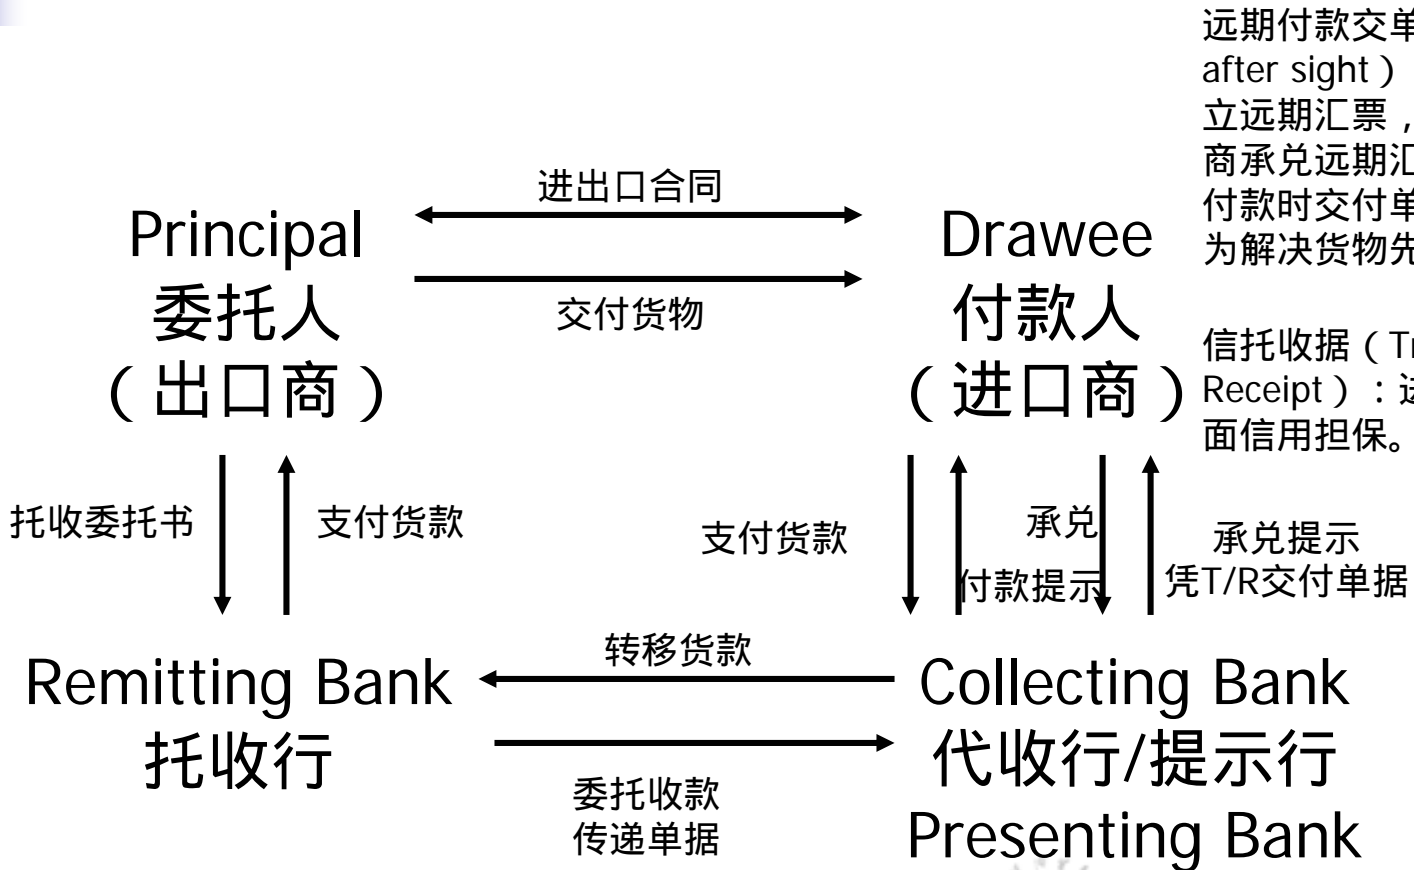 远期付款交单
after sight）
立远期汇票，
商承兑远期汇
付款时交付单
为解决货物先
信托收据（Tr
Receipt）：进
面信用担保。
进出口合同
Principal
委托人
（出口商）
交付货物
Drawee
付款人
（进口商）
托收委托书
支付货款
支付货款
承兑
付款提示
承兑提示
凭T/R交付单据
转移货款
Remitting Bank
托收行
委托收款
传递单据
Collecting Bank
代收行/提示行
Presenting Bank